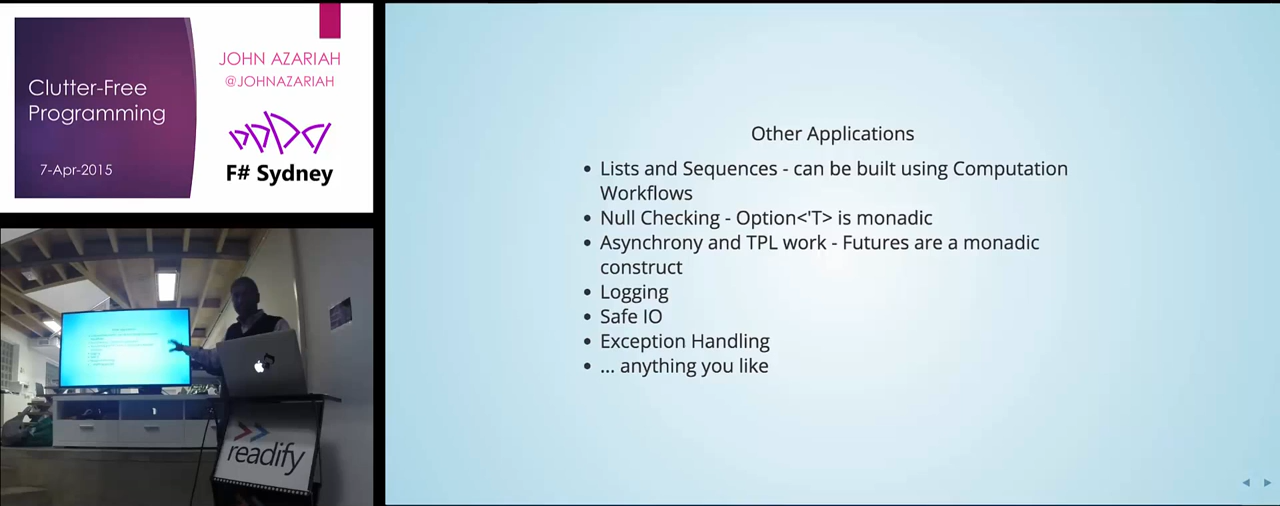 Clutter-Free
Programming
7-Apr-2015
JOHN AZARIAH
@JOHNAZARIAH
F# Sydney
readify
Other Applications
• Lists and Sequences - can be built using Computation
Workflows
• Null Checking - Option<'T> is monadic
• Asynchrony and TPL work - Futures are a monadic
construct
• Logging
• Safe IO
• Exception Handling
• ... anything you like